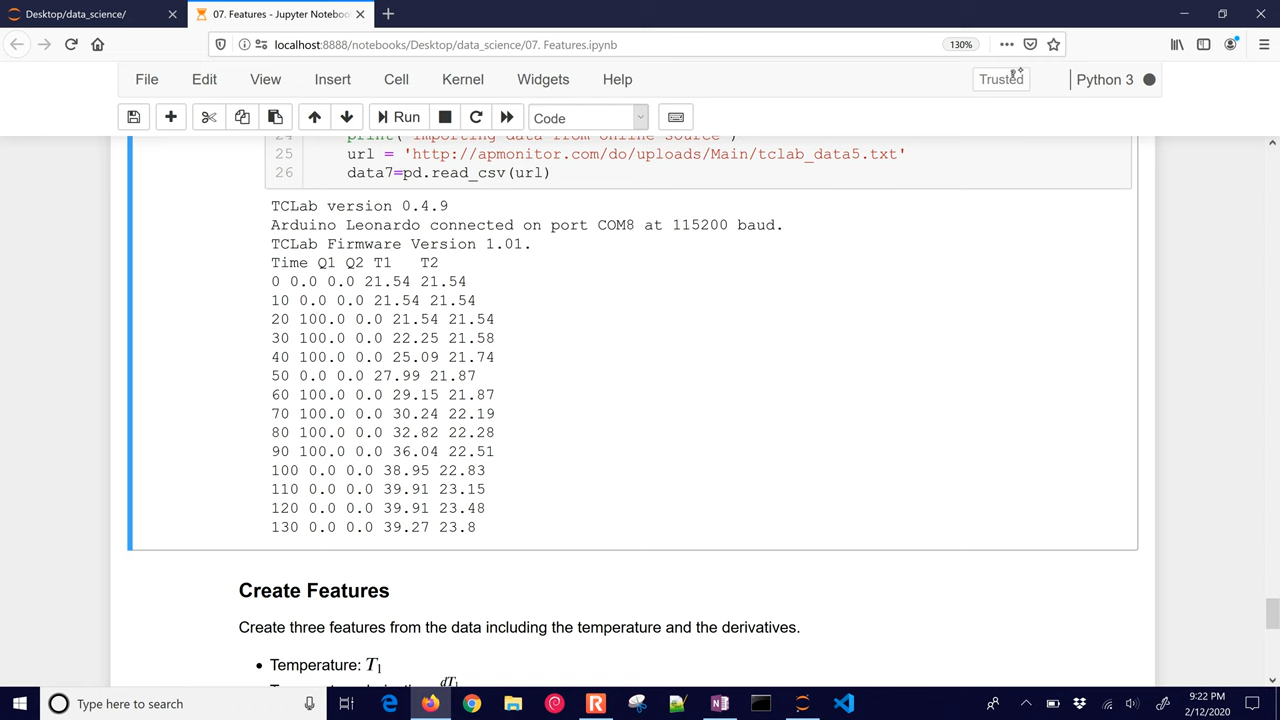 Desktop/data_science/
07. Features - Jupyter Notebook
localhost:8888/notebooks/Desktop/data_science/07. Features.ipynb
130%
File Edit View Insert Cell Kernel Widgets Help
Trusted
Python 3
Run
Code
24 print("Importing data from online source")
25 url = 'http://apmonitor.com/do/uploads/Main/tclab_data5.txt'
26 data7=pd.read_csv(url)
TCLab version 0.4.9
Arduino Leonardo connected on port COM8 at 115200 baud.
TCLab Firmware Version 1.01.
Time Q1 Q2 T1 T2
0 0.0 0.0 21.54 21.54
10 0.0 0.0 21.54 21.54
20 100.0 0.0 21.54 21.54
30 100.0 0.0 22.25 21.58
40 100.0 0.0 25.09 21.74
50 0.0 0.0 27.99 21.87
60 100.0 0.0 29.15 21.87
70 100.0 0.0 30.24 22.19
80 100.0 0.0 32.82 22.28
90 100.0 0.0 36.04 22.51
100 0.0 0.0 38.95 22.83
110 0.0 0.0 39.91 23.15
120 0.0 0.0 39.91 23.48
130 0.0 0.0 39.27 23.8
Create Features
Create three features from the data including the temperature and the derivatives.
• Temperature: T1
dT1
Type here to search
9:22 PM
2/12/2020